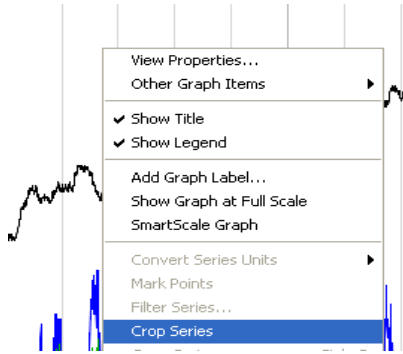 View Properties...
Other Graph Items
Show Title
Show Legend
Add Graph Label...
Show Graph at Full Scale
SmartScale Graph
Convert Series Units
Mark Points
Filter Series...
Crop Series